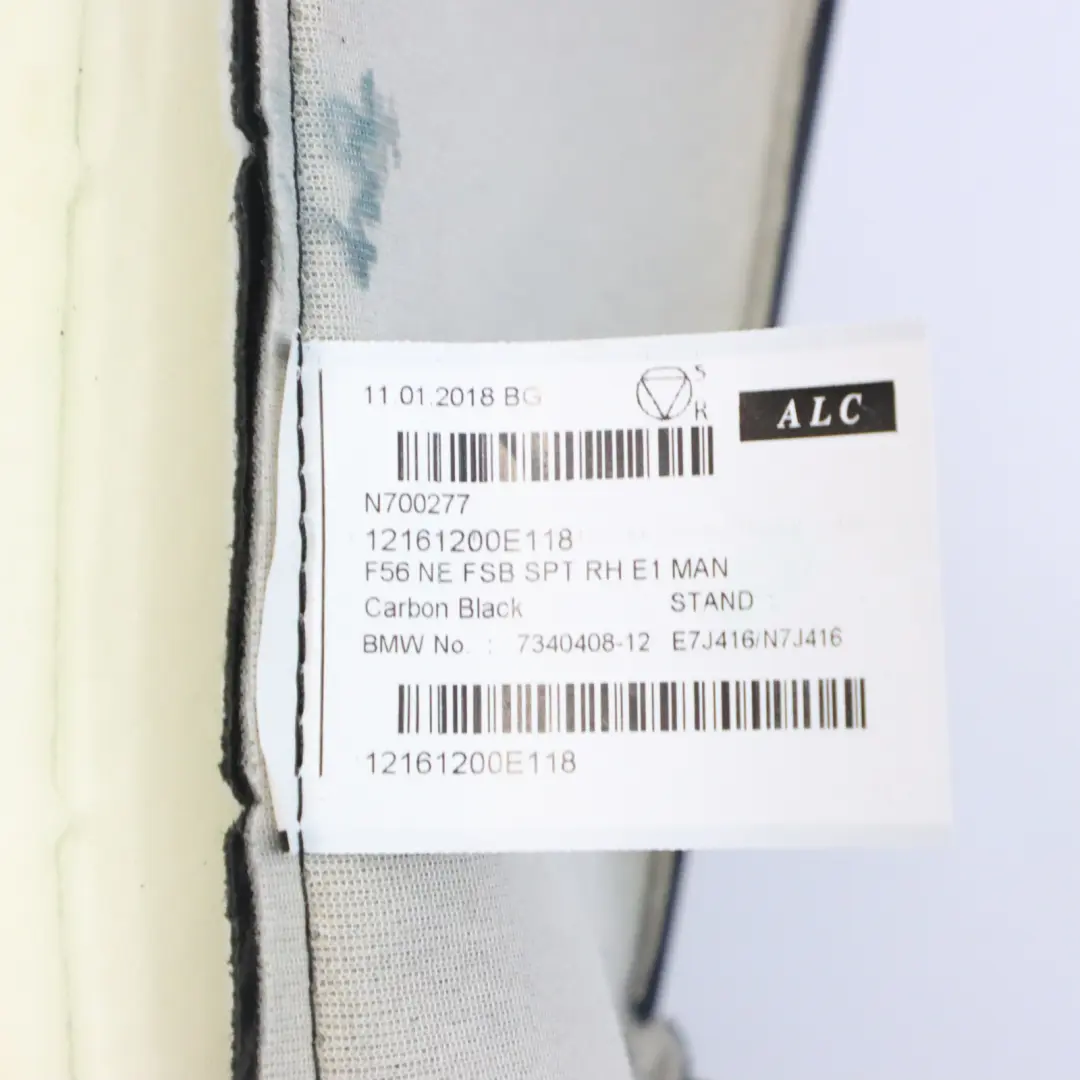 11.01.2018 BG
S
R
ALC
N700277
12161200E118
F56 NE FSB SPT RH E1 MAN
Carbon Black STAND
BMW No. : 7340408-12 E7J416/N7J416
12161200E118